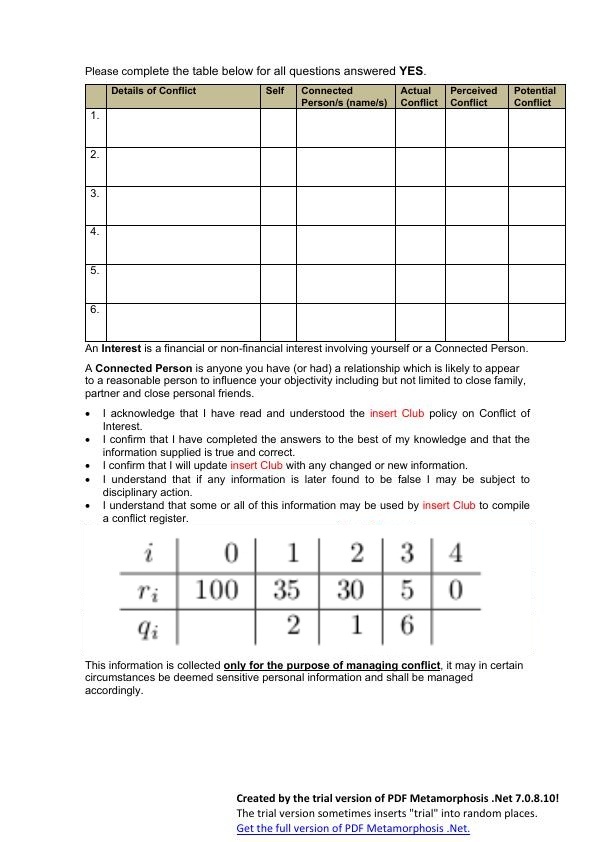 Please complete the table below for all questions answered YES.
Details of Conflict Self Connected Actual Perceived Potential
Person/s (name/s) Conflict Conflict Conflict
1.
2.
3.
4.
5.
6.
An Interest is a financial or non-financial interest involving yourself or a Connected Person.
A Connected Person is anyone you have (or had) a relationship which is likely to appear
to a reasonable person to influence your objectivity including but not limited to close family,
partner and close personal friends.
• I acknowledge that I have read and understood the insert Club policy on Conflict of
Interest.
• I confirm that I have completed the answers to the best of my knowledge and that the
information supplied is true and correct.
• I confirm that I will update insert Club with any changed or new information.
• I understand that if any information is later found to be false I may be subject to
disciplinary action.
• I understand that some or all of this information may be used by insert Club to compile
a conflict register.
i 0 1 2 3 4
r_i 100 35 30 5 0
q_i 2 1 6
This information is collected only for the purpose of managing conflict, it may in certain
circumstances be deemed sensitive personal information and shall be managed
accordingly.
Created by the trial version of PDF Metamorphosis .Net 7.0.8.10!
The trial version sometimes inserts "trial" into random places.
Get the full version of PDF Metamorphosis .Net.